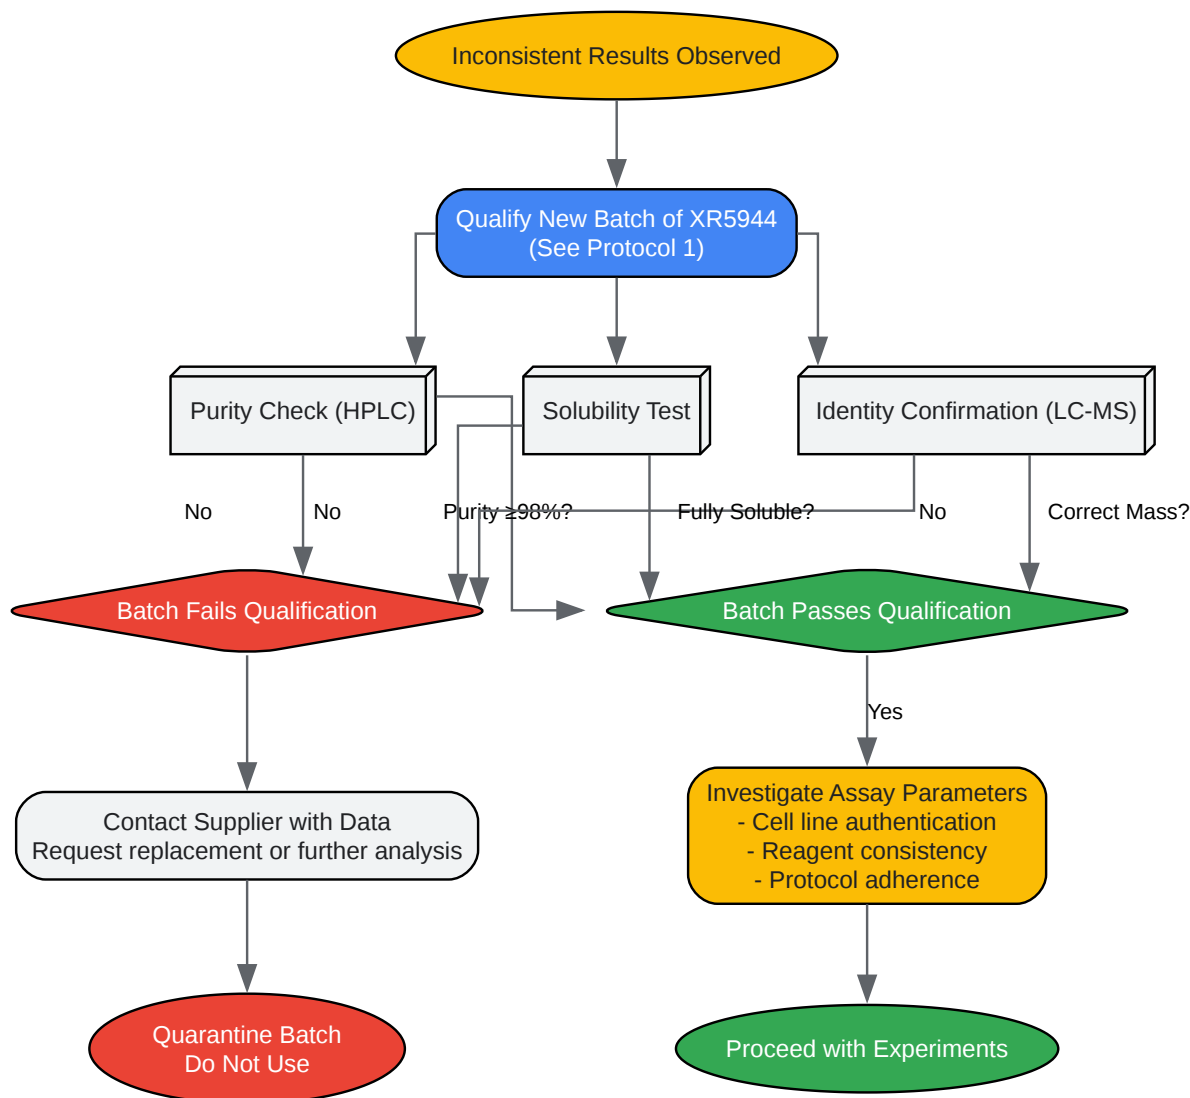 Inconsistent Results Observed
Qualify New Batch of XR5944
(See Protocol 1)
Purity Check (HPLC)
Solubility Test
Identity Confirmation (LC-MS)
No
No
Purity ≥98%?
Fully Soluble?
No
Correct Mass?
Batch Fails Qualification
Batch Passes Qualification
Yes
Contact Supplier with Data
Request replacement or further analysis
Investigate Assay Parameters
- Cell line authentication
- Reagent consistency
- Protocol adherence
Quarantine Batch
Do Not Use
Proceed with Experiments